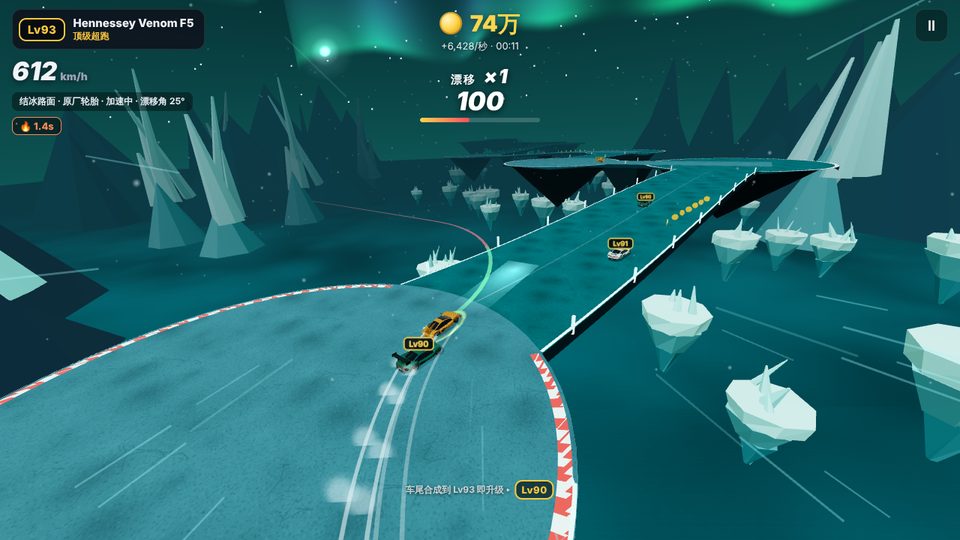 Lv93 Hennessey Venom F5
顶级超跑
612 km/h
结冰路面 · 原厂轮胎 · 加速中 · 漂移角 25°
🔥 1.4s
74万
+6,428/秒 · 00:11
漂移 ×1
100
Lv96
Lv91
Lv90
车尾合成到 Lv93 即升级 · Lv90